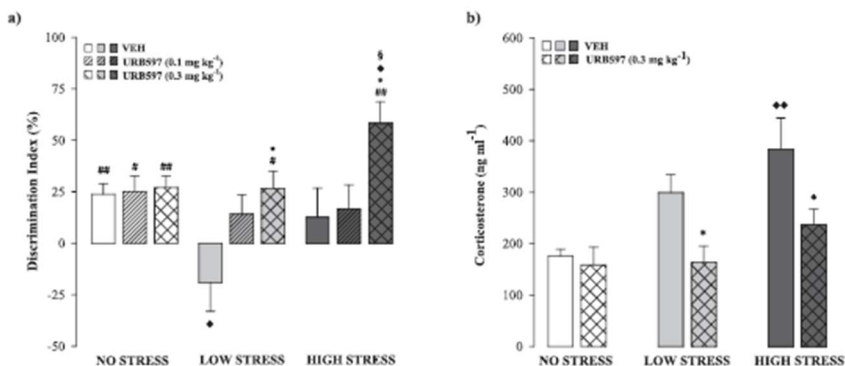 a)
Discrimination Index (%)
100
75
50
25
0
-25
-50
VEH
URB597 (0.1 mg kg-1)
URB597 (0.3 mg kg-1)
##
#
##
◆
*
#
§
◆
*
##
NO STRESS LOW STRESS HIGH STRESS
b)
Corticosterone (ng ml-1)
600
500
400
300
200
100
0
VEH
URB597 (0.3 mg kg-1)
*
◆◆
NO STRESS LOW STRESS HIGH STRESS